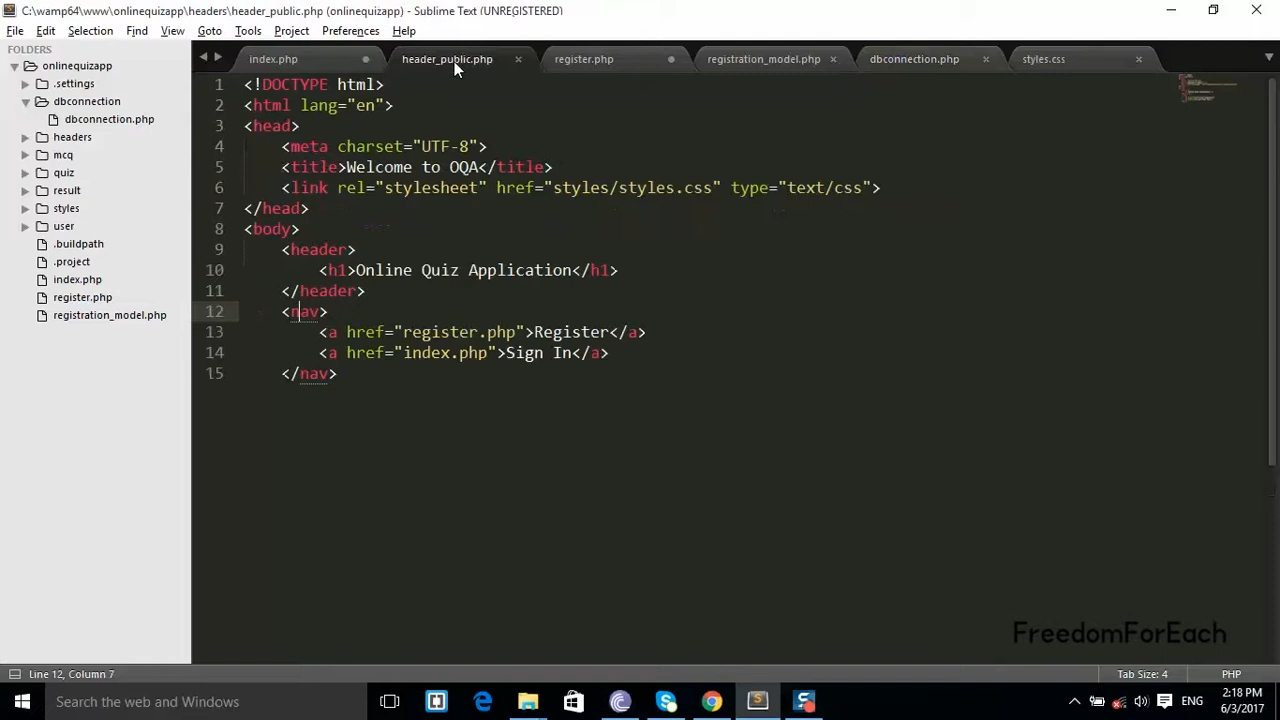 C:\wamp64\www\onlinequizapp\headers\header_public.php (onlinequizapp) - Sublime Text (UNREGISTERED)
File Edit Selection Find View Goto Tools Project Preferences Help
FOLDERS
onlinequizapp
.settings
dbconnection
dbconnection.php
headers
mcq
quiz
result
styles
user
.buildpath
.project
index.php
register.php
registration_model.php
index.php header_public.php register.php registration_model.php dbconnection.php styles.css
1 <!DOCTYPE html>
2 <html lang="en">
3 <head>
4 <meta charset="UTF-8">
5 <title>Welcome to OQA</title>
6 <link rel="stylesheet" href="styles/styles.css" type="text/css">
7 </head>
8 <body>
9 <header>
10 <h1>Online Quiz Application</h1>
11 </header>
12 <nav>
13 <a href="register.php">Register</a>
14 <a href="index.php">Sign In</a>
15 </nav>
FreedomForEach
Line 12, Column 7 Tab Size: 4 PHP
Search the web and Windows
ENG
2:18 PM
6/3/2017